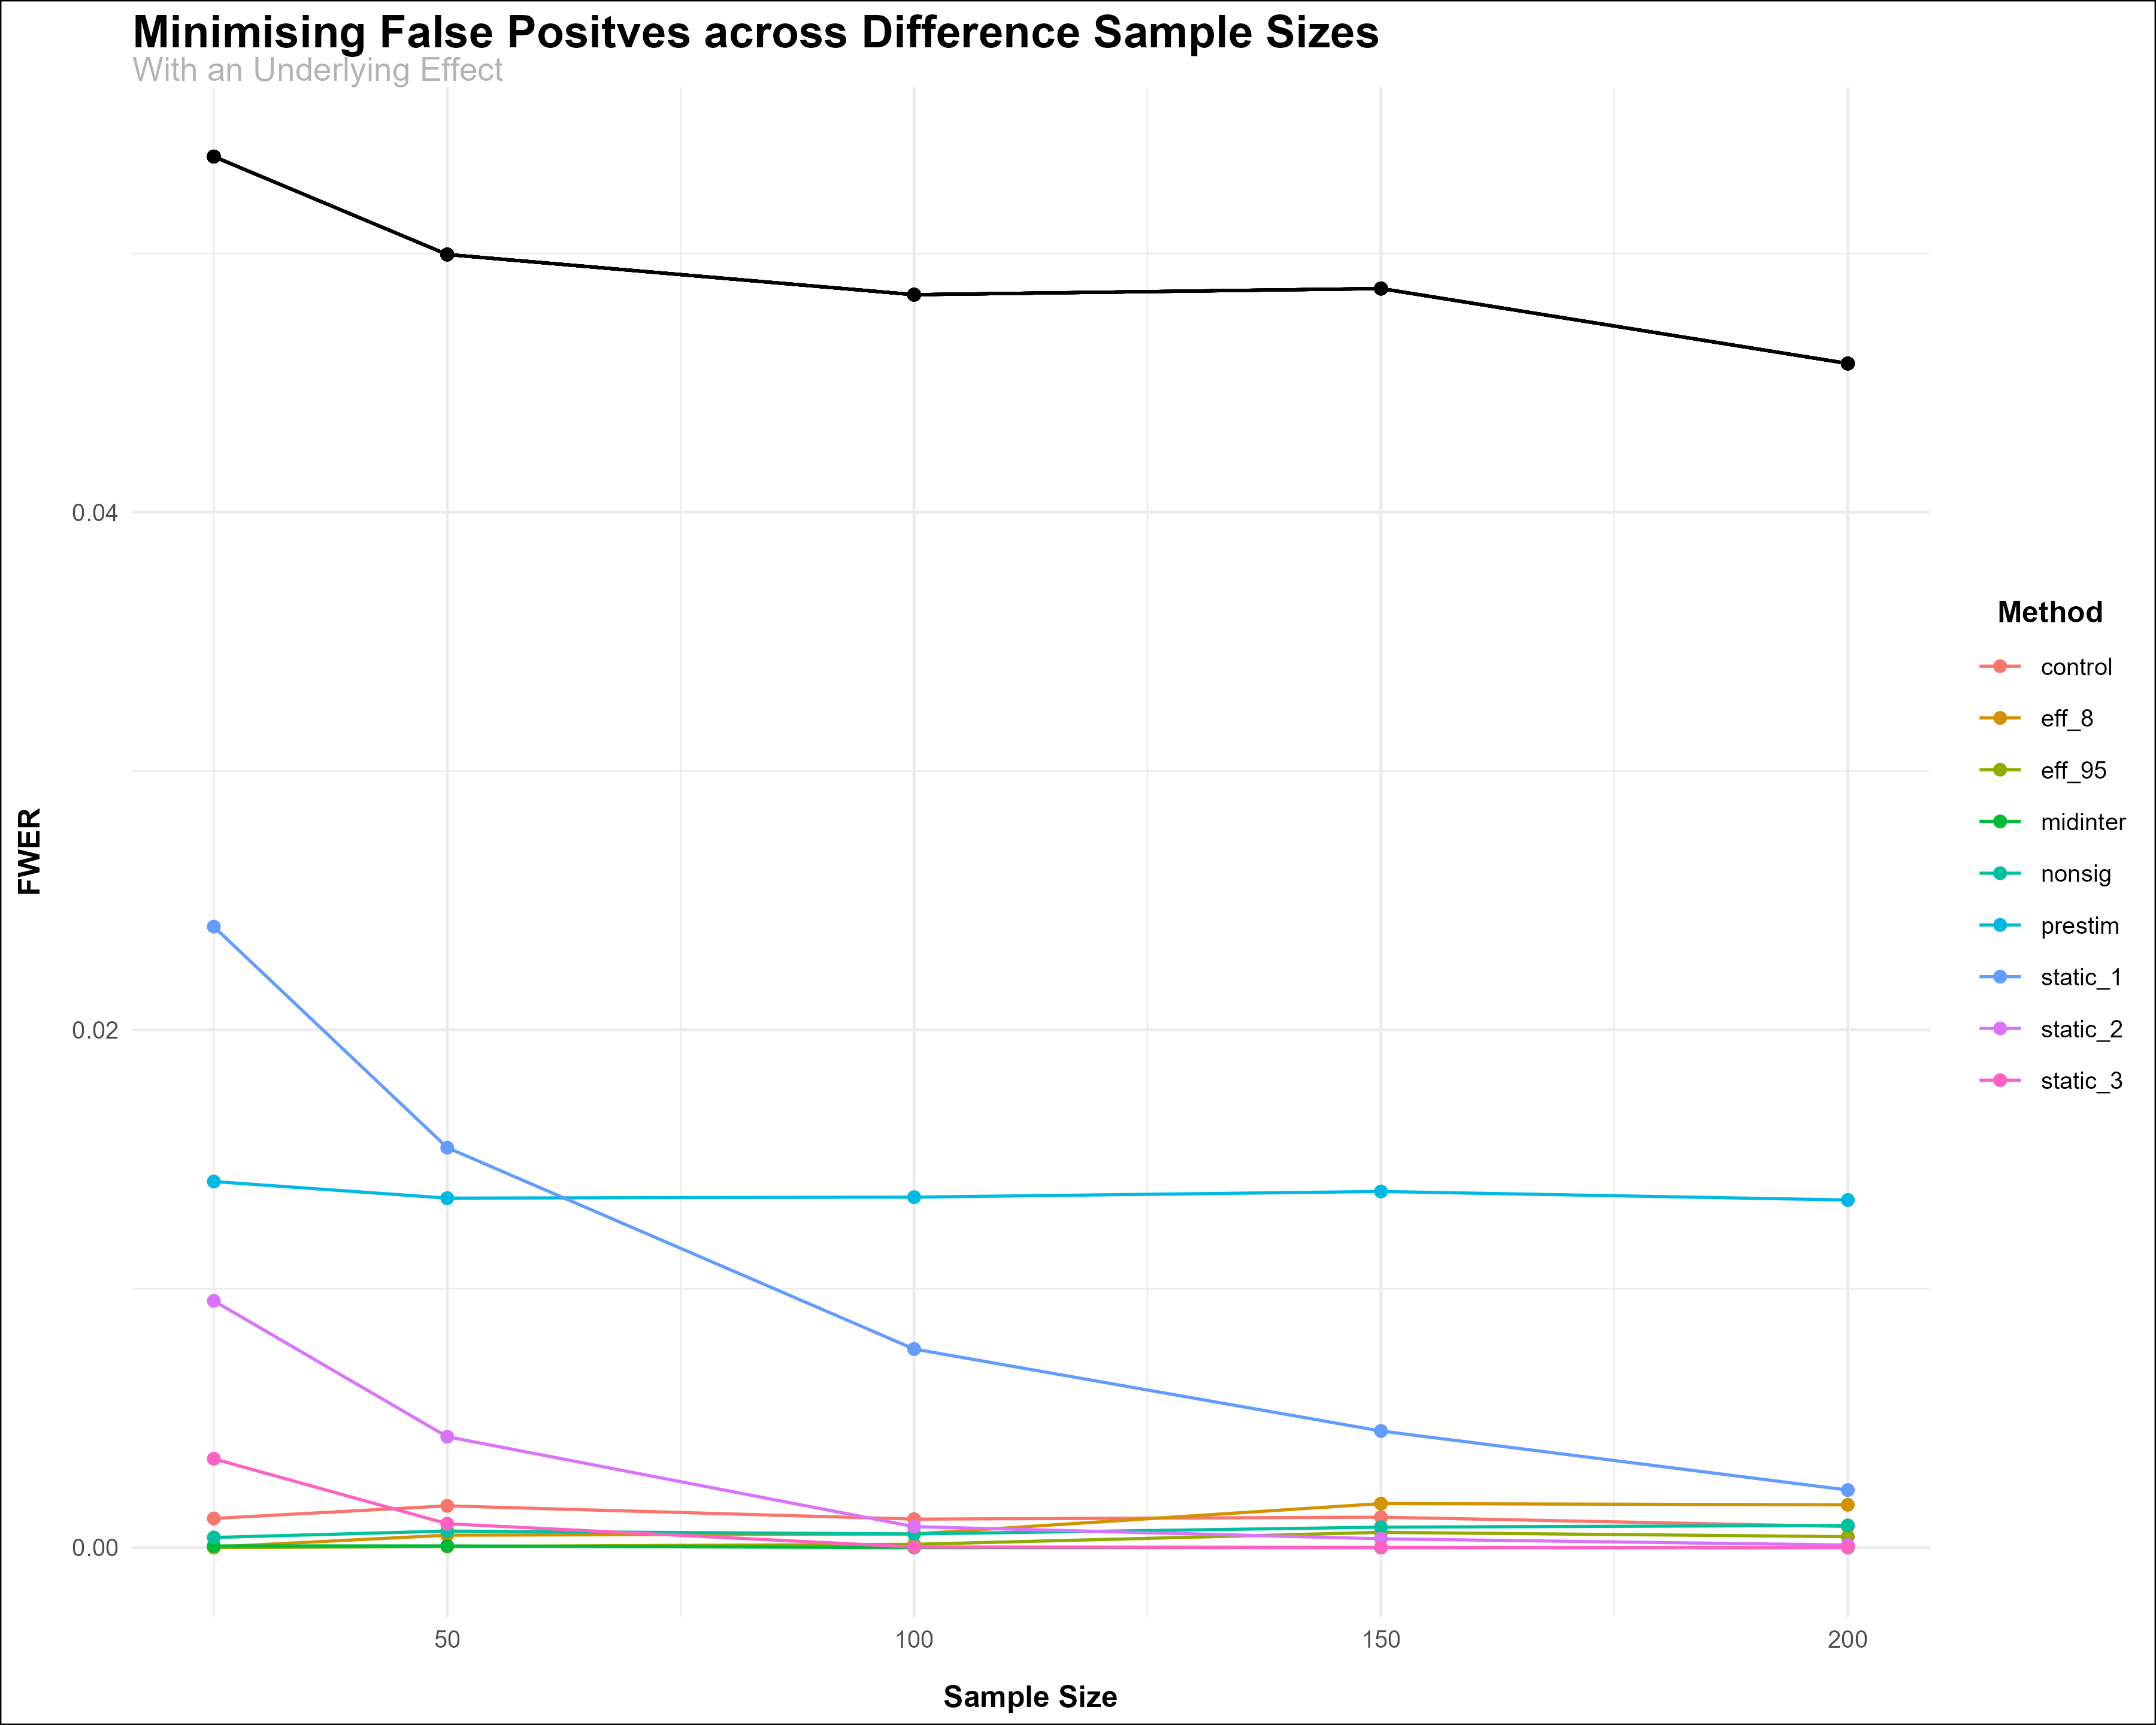 Minimising False Positves across Difference Sample Sizes
With an Underlying Effect
0.04
0.02
0.00
FWER
50 100 150 200
Sample Size
Method
control
eff_8
eff_95
midinter
nonsig
prestim
static_1
static_2
static_3